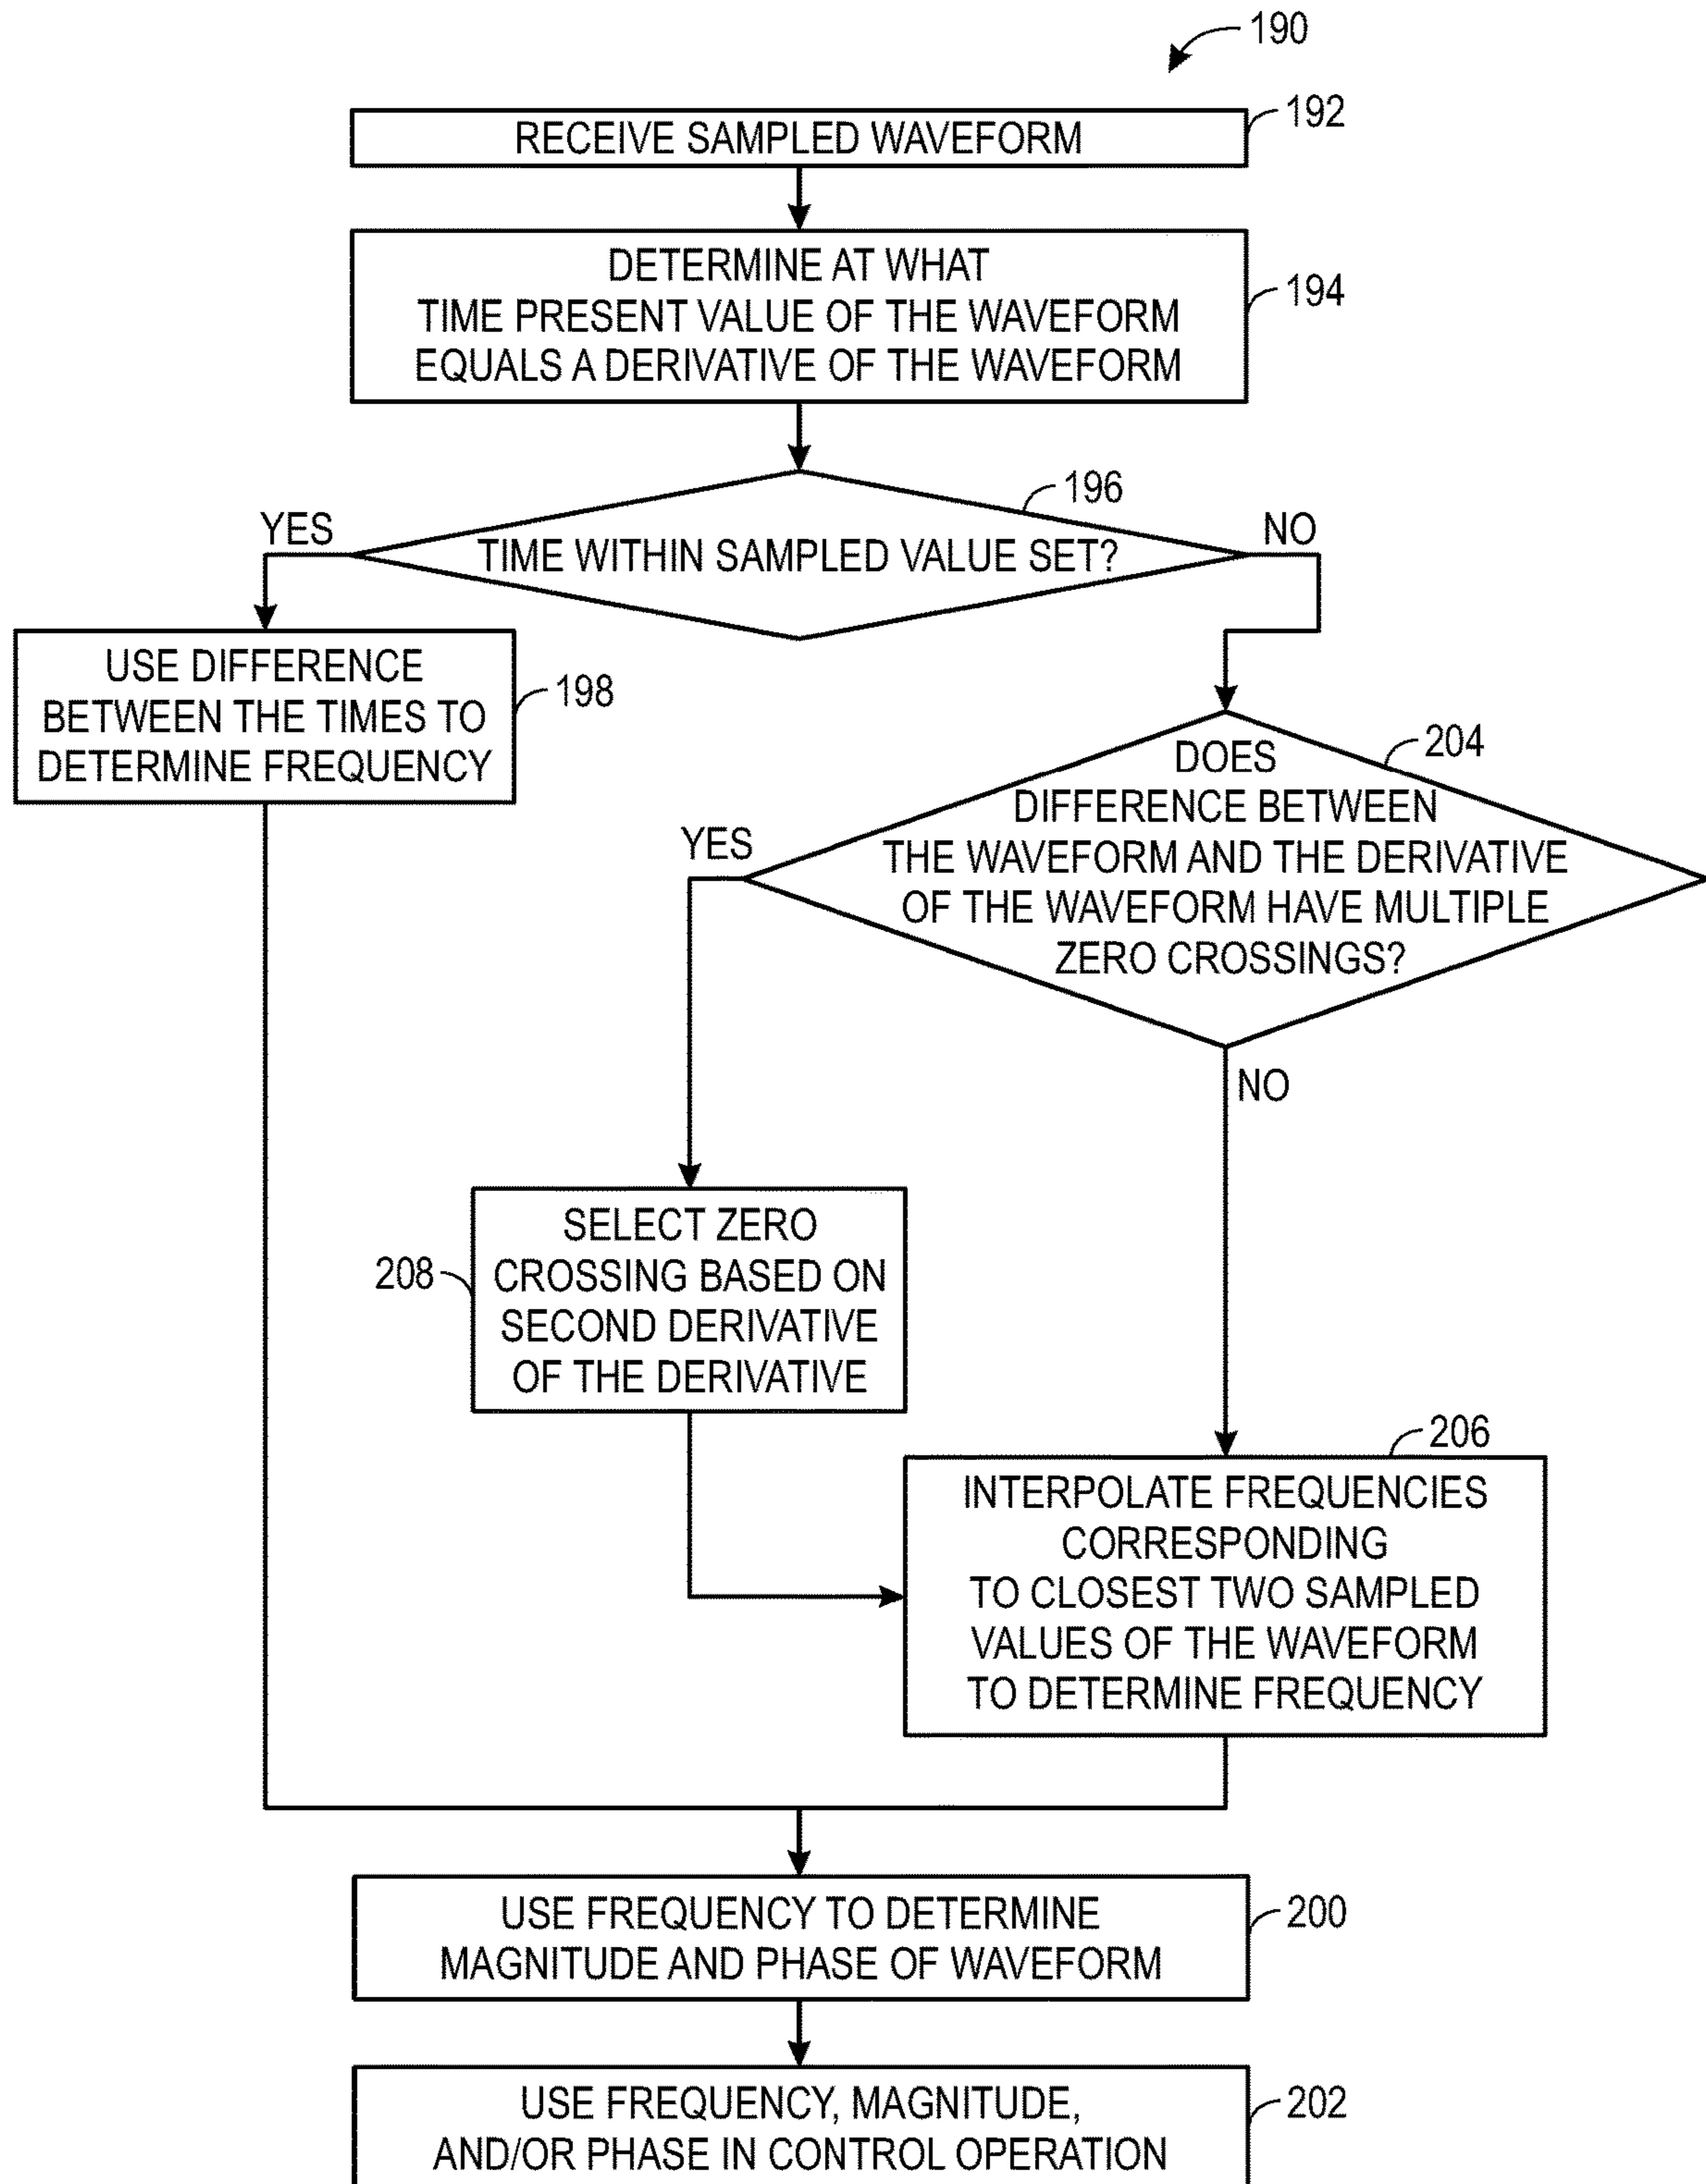 190
RECEIVE SAMPLED WAVEFORM
192
DETERMINE AT WHAT
TIME PRESENT VALUE OF THE WAVEFORM
EQUALS A DERIVATIVE OF THE WAVEFORM
194
196
YES
TIME WITHIN SAMPLED VALUE SET?
NO
USE DIFFERENCE
BETWEEN THE TIMES TO
DETERMINE FREQUENCY
198
204
DOES
DIFFERENCE BETWEEN
THE WAVEFORM AND THE DERIVATIVE
OF THE WAVEFORM HAVE MULTIPLE
ZERO CROSSINGS?
YES
NO
SELECT ZERO
CROSSING BASED ON
SECOND DERIVATIVE
OF THE DERIVATIVE
208
206
INTERPOLATE FREQUENCIES
CORRESPONDING
TO CLOSEST TWO SAMPLED
VALUES OF THE WAVEFORM
TO DETERMINE FREQUENCY
USE FREQUENCY TO DETERMINE
MAGNITUDE AND PHASE OF WAVEFORM
200
USE FREQUENCY, MAGNITUDE,
AND/OR PHASE IN CONTROL OPERATION
202